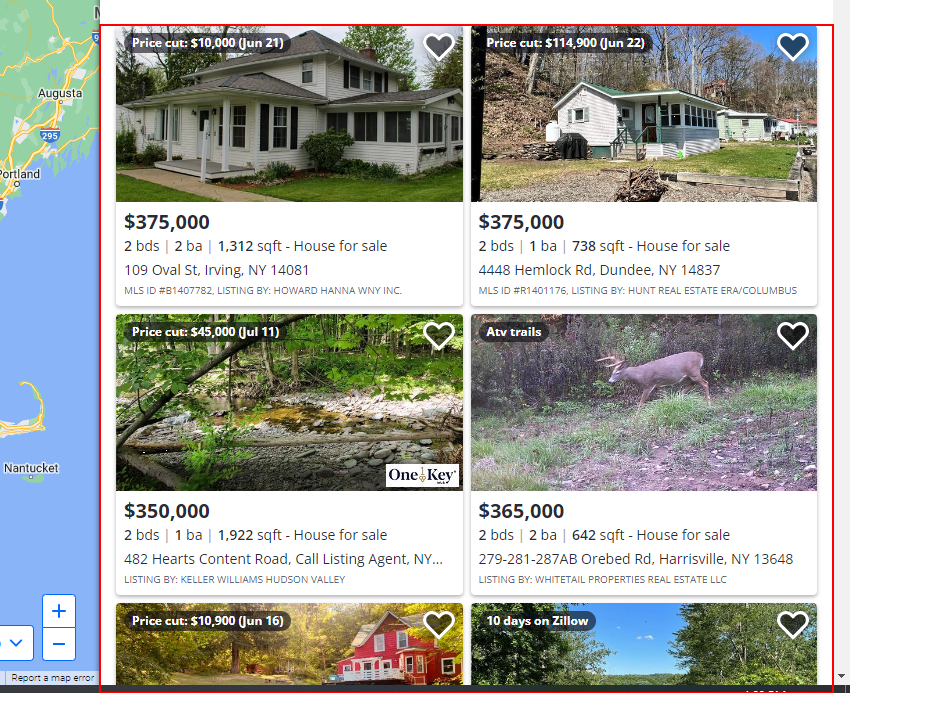 Augusta
295
Portland
Nantucket
+
−
Report a map error
Price cut: $10,000 (Jun 21)
$375,000
2 bds | 2 ba | 1,312 sqft - House for sale
109 Oval St, Irving, NY 14081
MLS ID #B1407782, LISTING BY: HOWARD HANNA WNY INC.
Price cut: $114,900 (Jun 22)
$375,000
2 bds | 1 ba | 738 sqft - House for sale
4448 Hemlock Rd, Dundee, NY 14837
MLS ID #R1401176, LISTING BY: HUNT REAL ESTATE ERA/COLUMBUS
Price cut: $45,000 (Jul 11)
OneKey
$350,000
2 bds | 1 ba | 1,922 sqft - House for sale
482 Hearts Content Road, Call Listing Agent, NY...
LISTING BY: KELLER WILLIAMS HUDSON VALLEY
Atv trails
$365,000
2 bds | 2 ba | 642 sqft - House for sale
279-281-287AB Orebed Rd, Harrisville, NY 13648
LISTING BY: WHITETAIL PROPERTIES REAL ESTATE LLC
Price cut: $10,900 (Jun 16)
10 days on Zillow